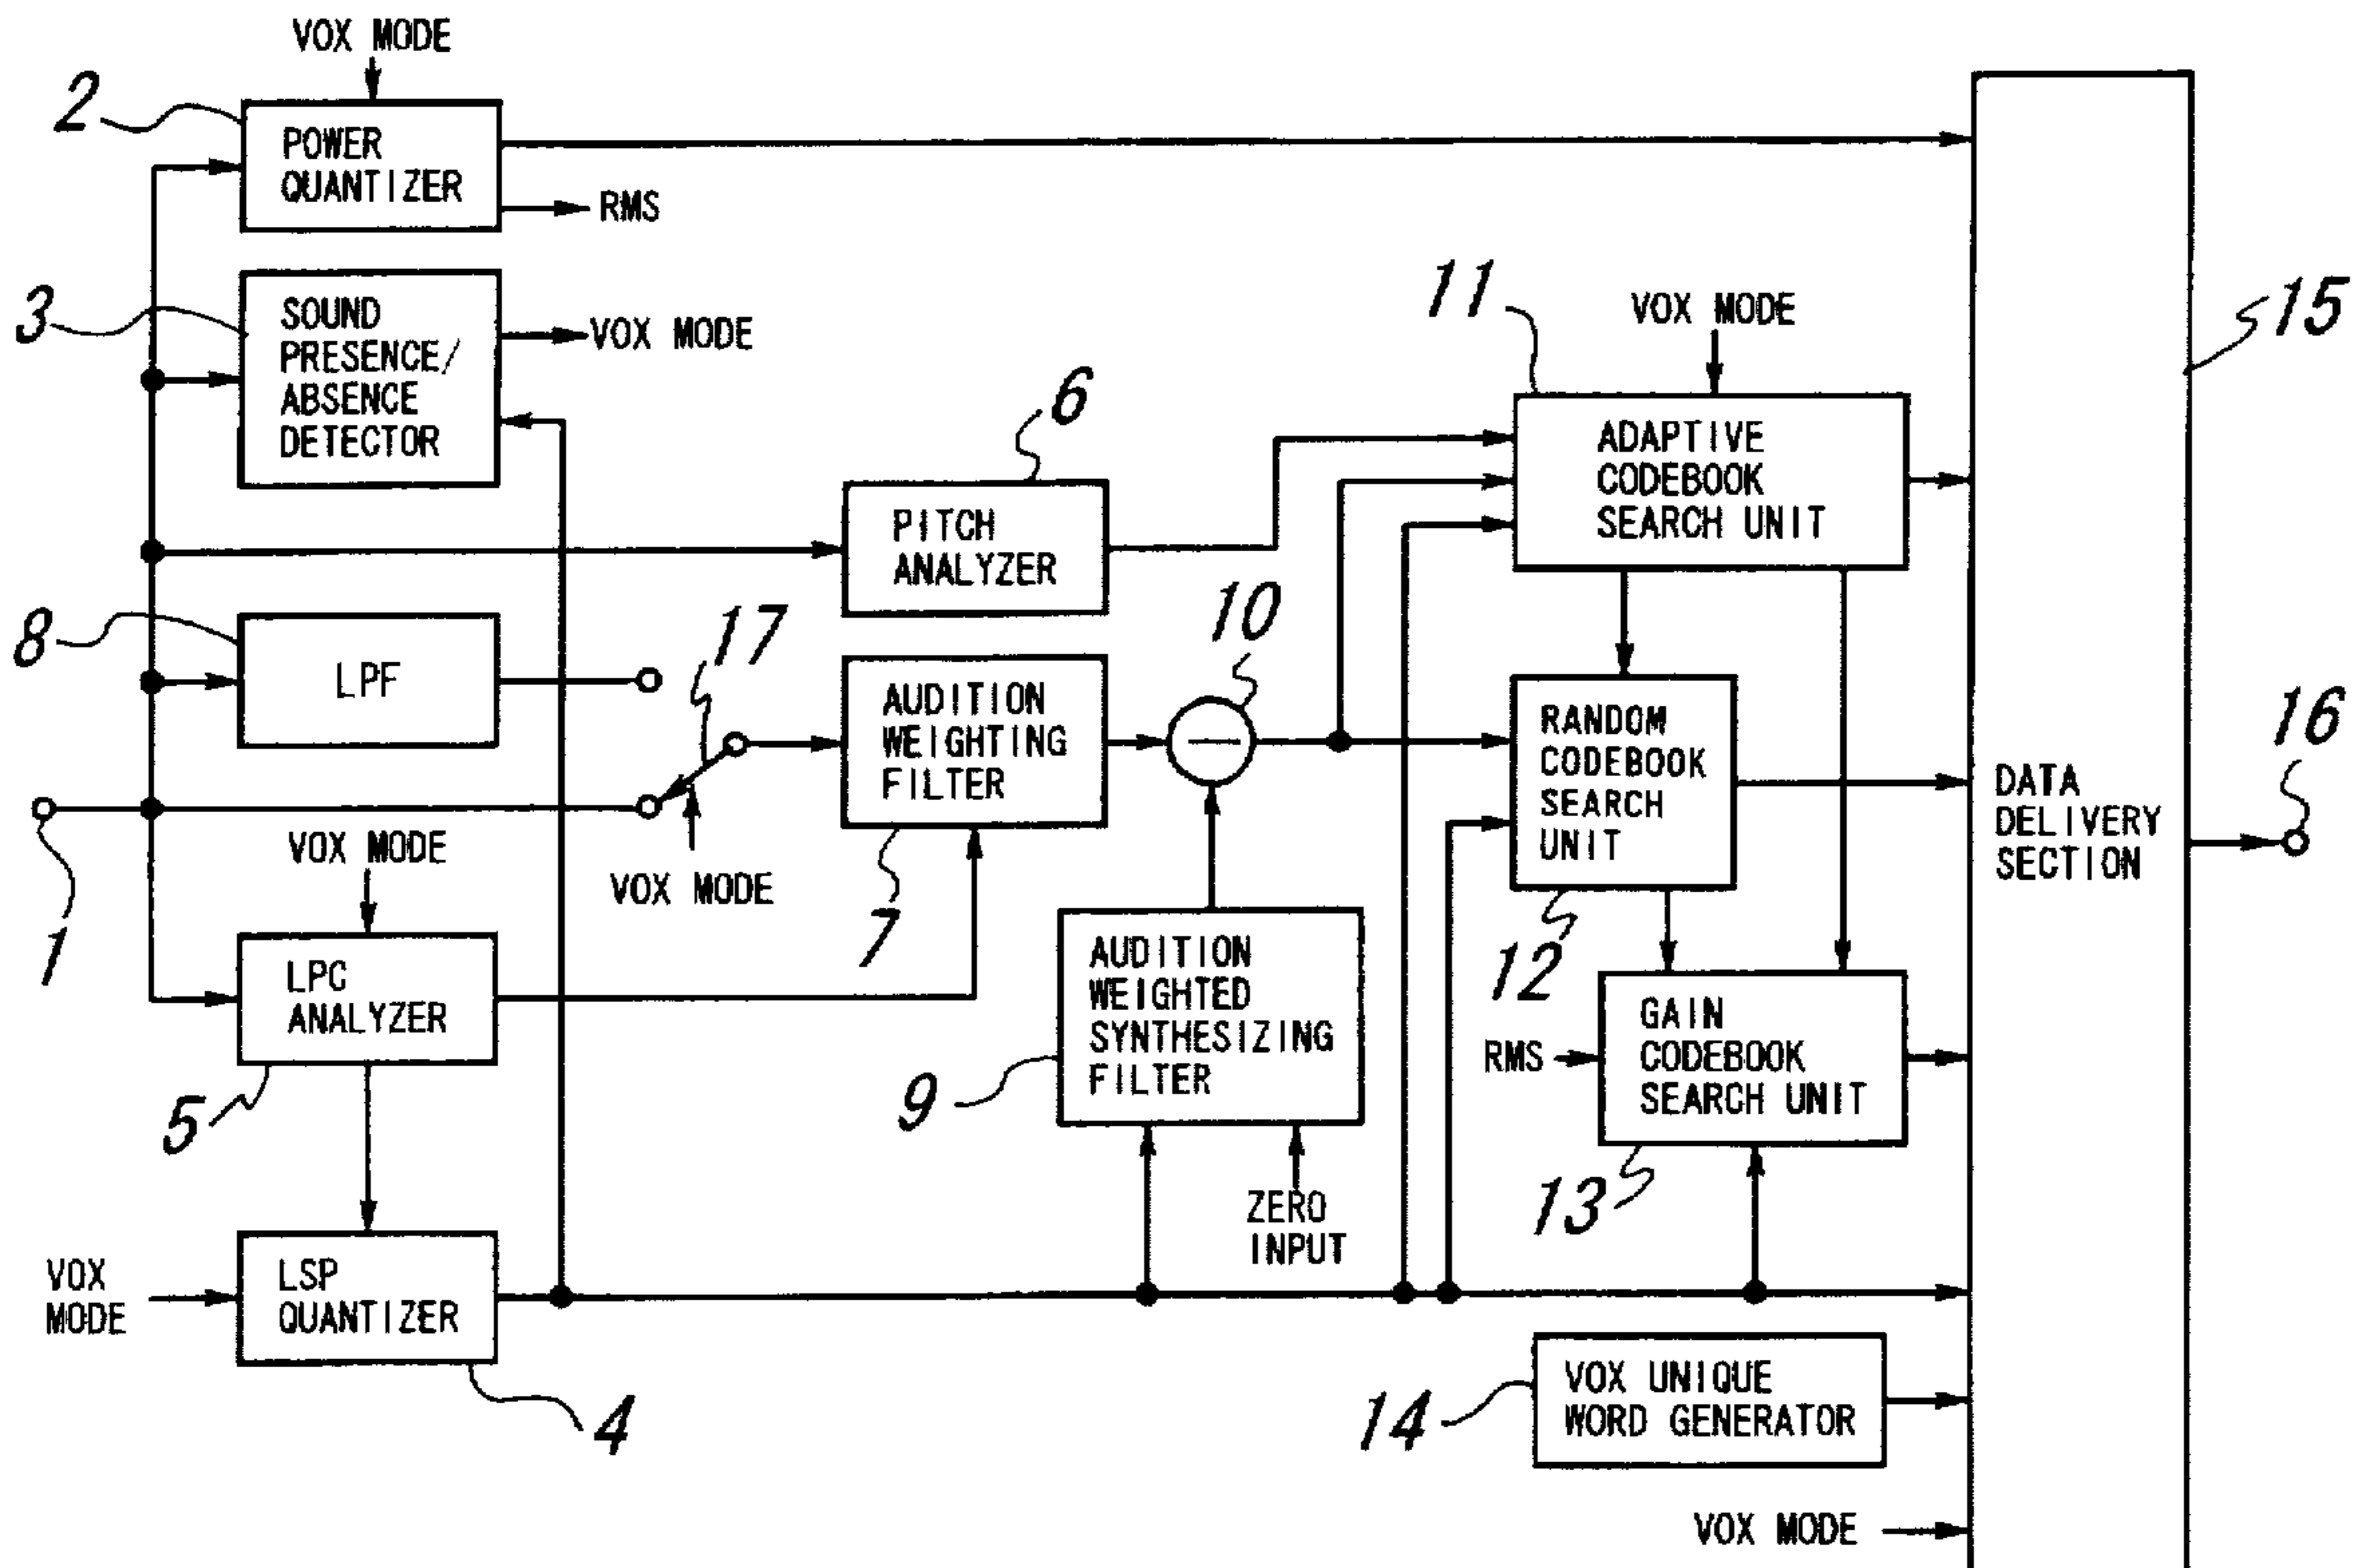 VOX MODE
2
POWER
QUANTIZER
RMS
3
SOUND
PRESENCE/
ABSENCE
DETECTOR
VOX MODE
11
VOX MODE
15
6
ADAPTIVE
CODEBOOK
SEARCH UNIT
PITCH
ANALYZER
8
LPF
17
10
AUDITION
WEIGHTING
FILTER
RANDOM
CODEBOOK
SEARCH
UNIT
16
DATA
DELIVERY
SECTION
1
VOX MODE
VOX MODE
7
12
LPC
ANALYZER
5
AUDITION
WEIGHTED
SYNTHESIZING
FILTER
9
RMS
GAIN
CODEBOOK
SEARCH UNIT
13
ZERO
INPUT
VOX
MODE
LSP
QUANTIZER
4
14
VOX UNIQUE
WORD GENERATOR
VOX MODE